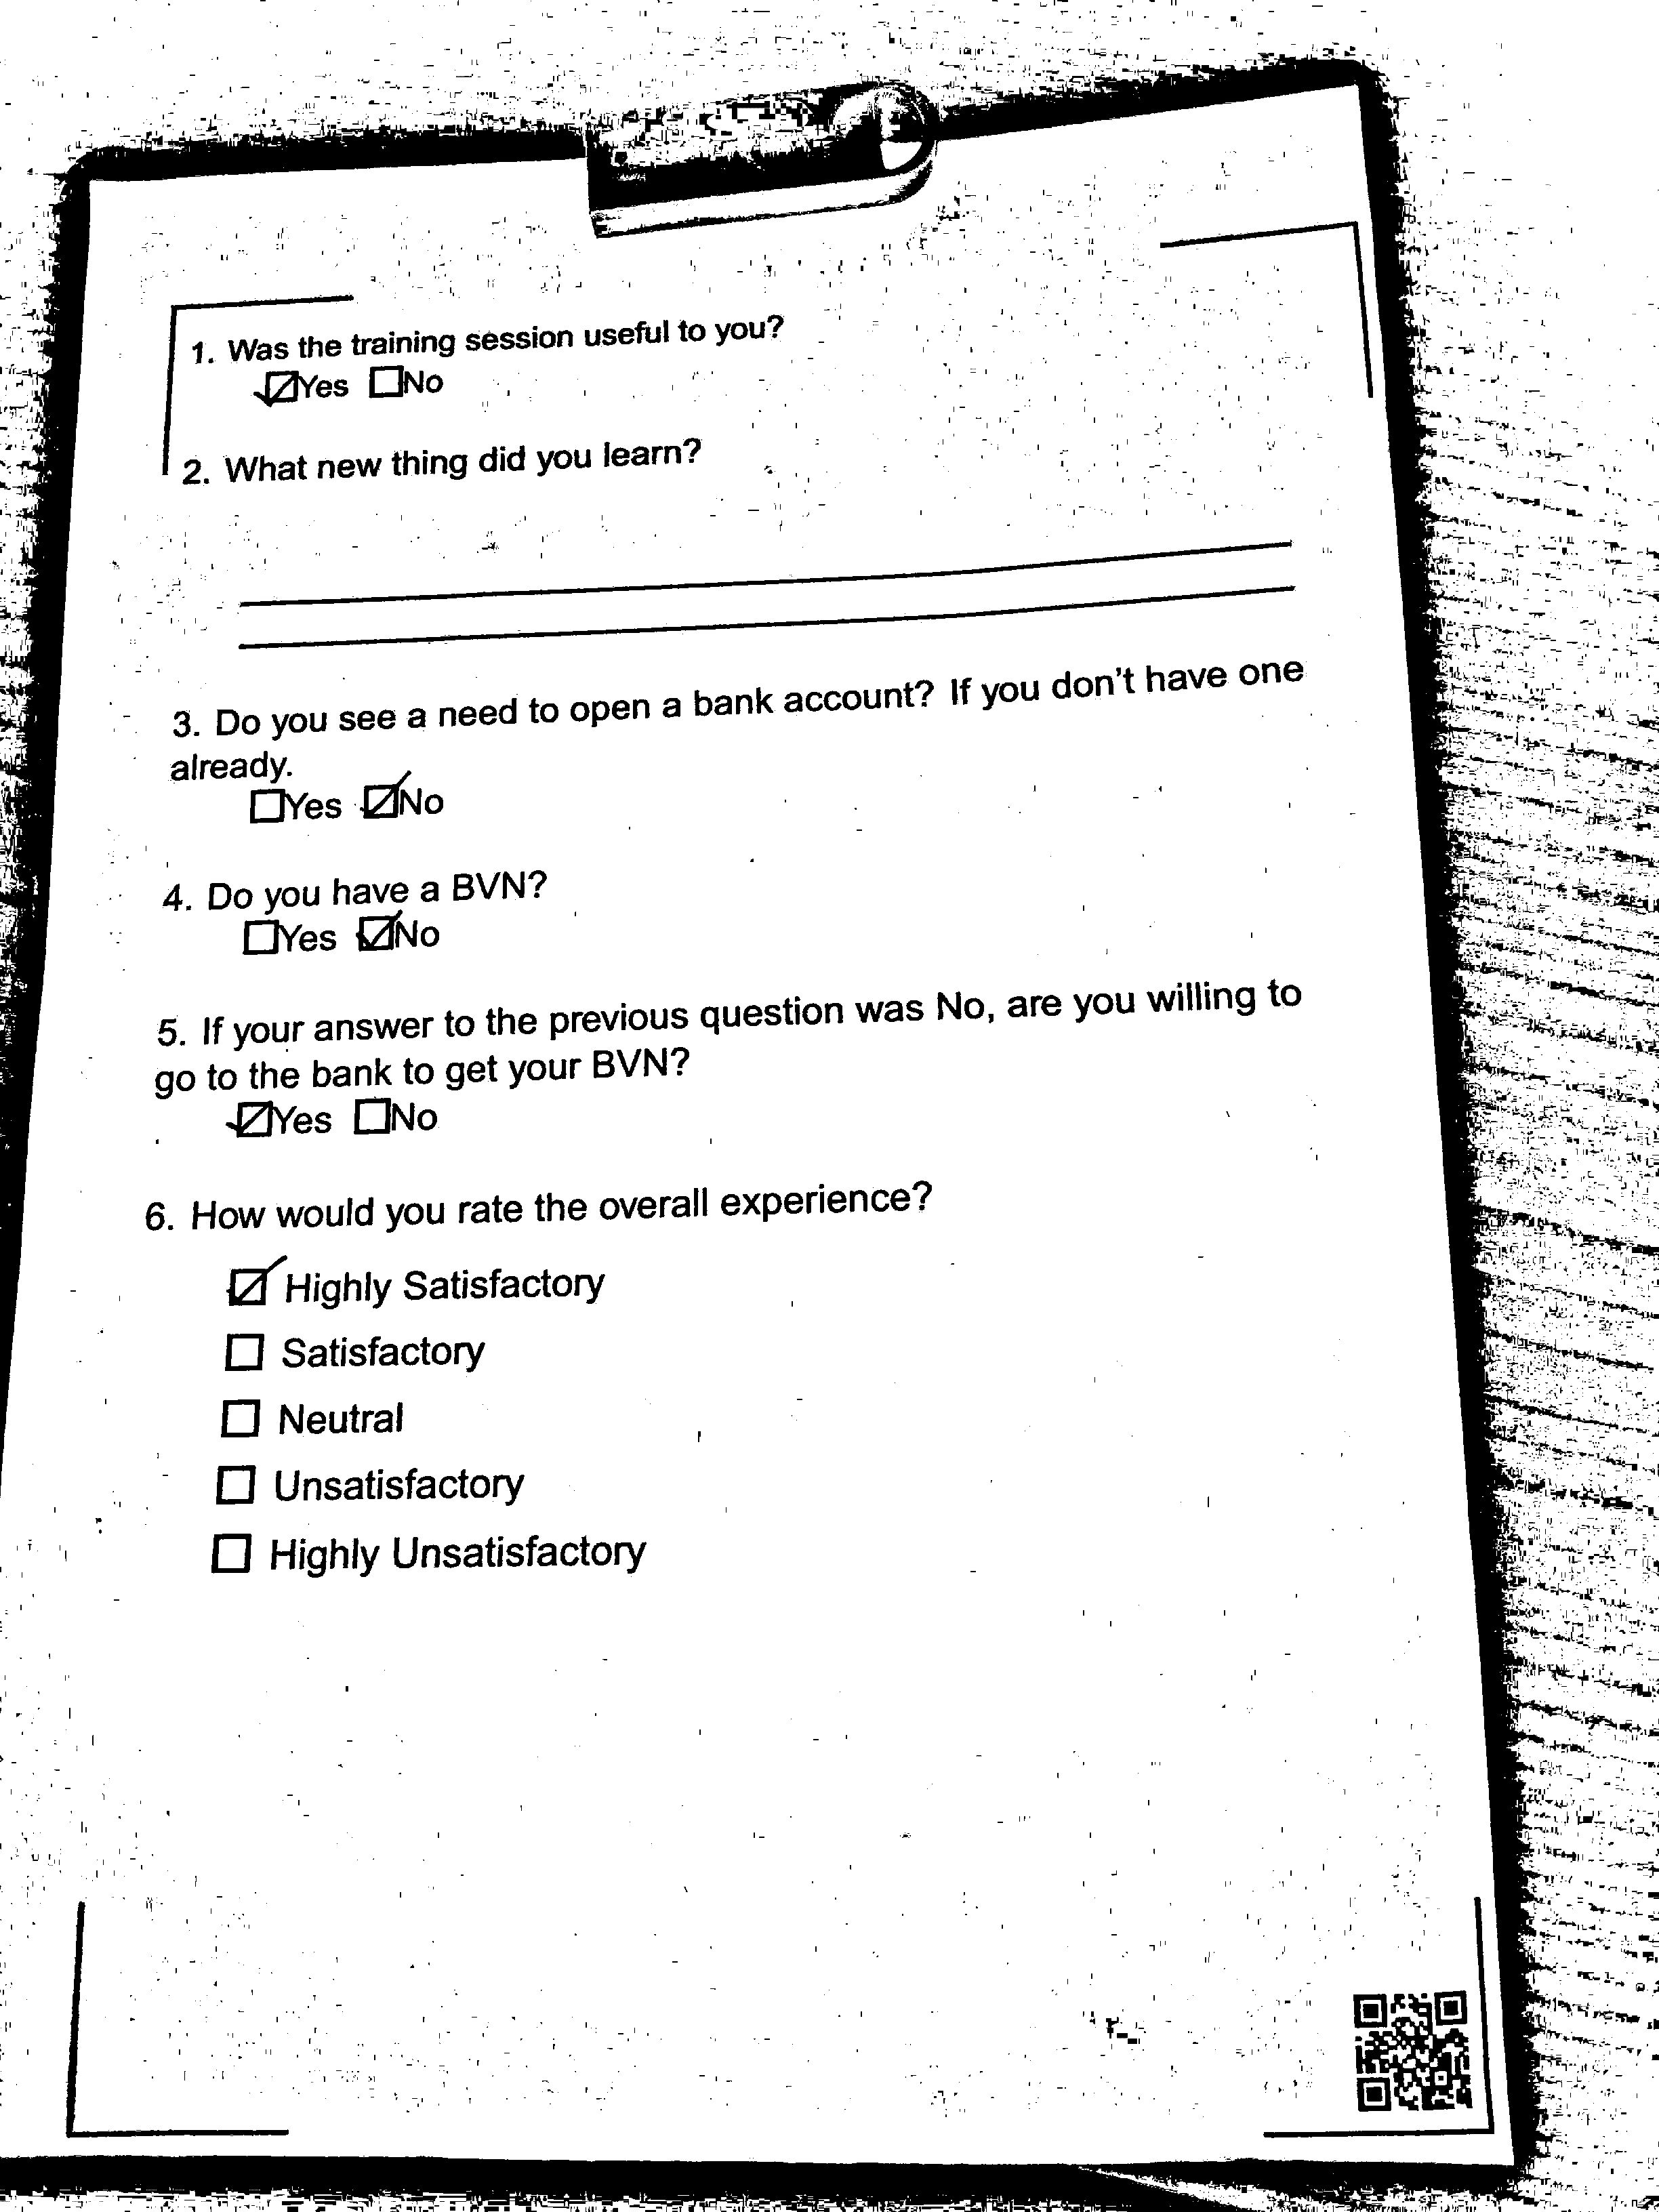 1. Was the training session useful to you?
☑Yes ☐No
2. What new thing did you learn?
3. Do you see a need to open a bank account? If you don't have one
already.
☐Yes ☑No
4. Do you have a BVN?
☐Yes ☑No
5. If your answer to the previous question was No, are you willing to
go to the bank to get your BVN?
☑Yes ☐No
6. How would you rate the overall experience?
☑ Highly Satisfactory
☐ Satisfactory
☐ Neutral
☐ Unsatisfactory
☐ Highly Unsatisfactory